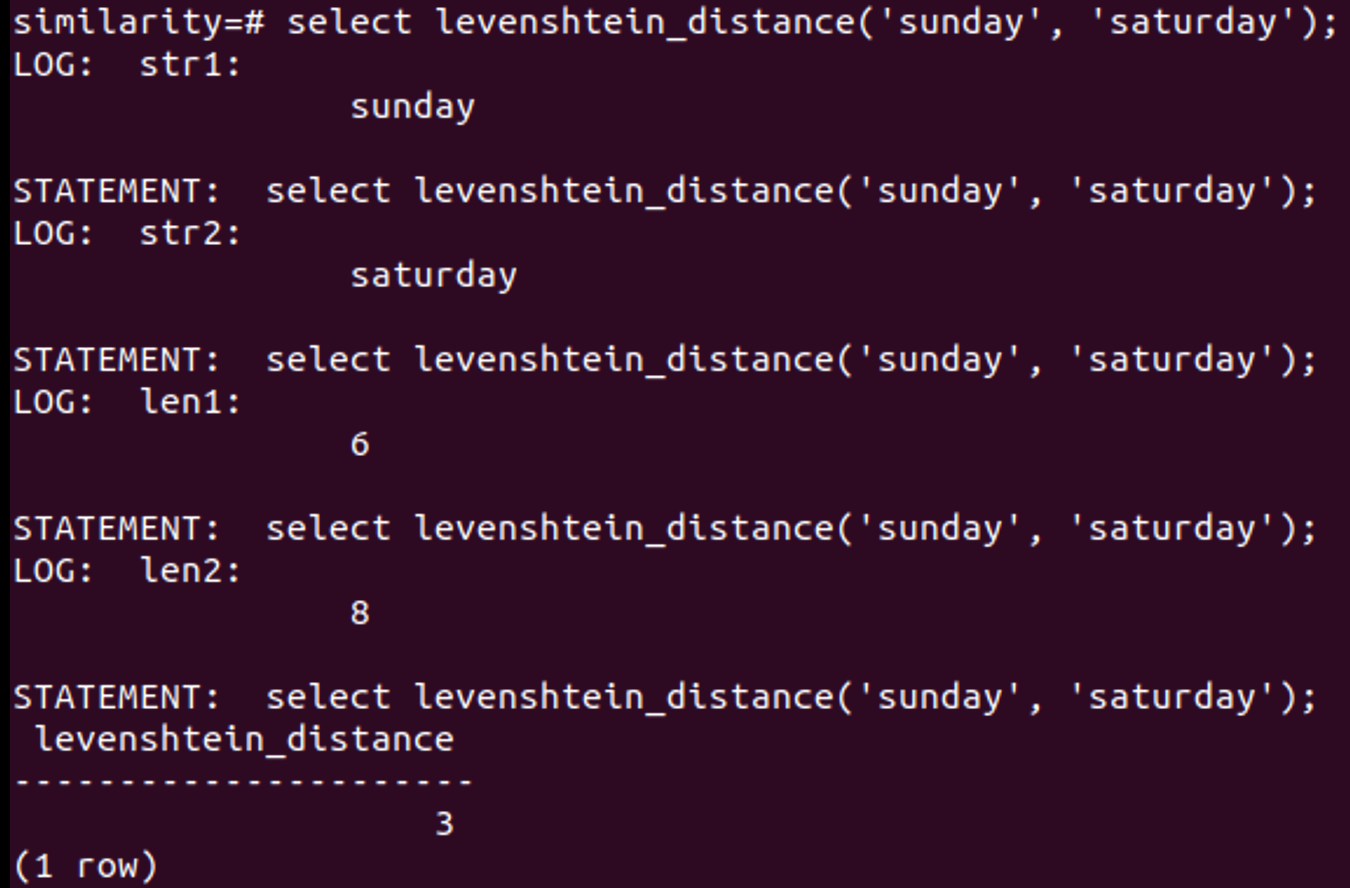 similarity=# select levenshtein_distance('sunday', 'saturday');
LOG:  str1:
                sunday
STATEMENT:  select levenshtein_distance('sunday', 'saturday');
LOG:  str2:
                saturday
STATEMENT:  select levenshtein_distance('sunday', 'saturday');
LOG:  len1:
                6
STATEMENT:  select levenshtein_distance('sunday', 'saturday');
LOG:  len2:
                8
STATEMENT:  select levenshtein_distance('sunday', 'saturday');
 levenshtein_distance
----------------------
                    3
(1 row)